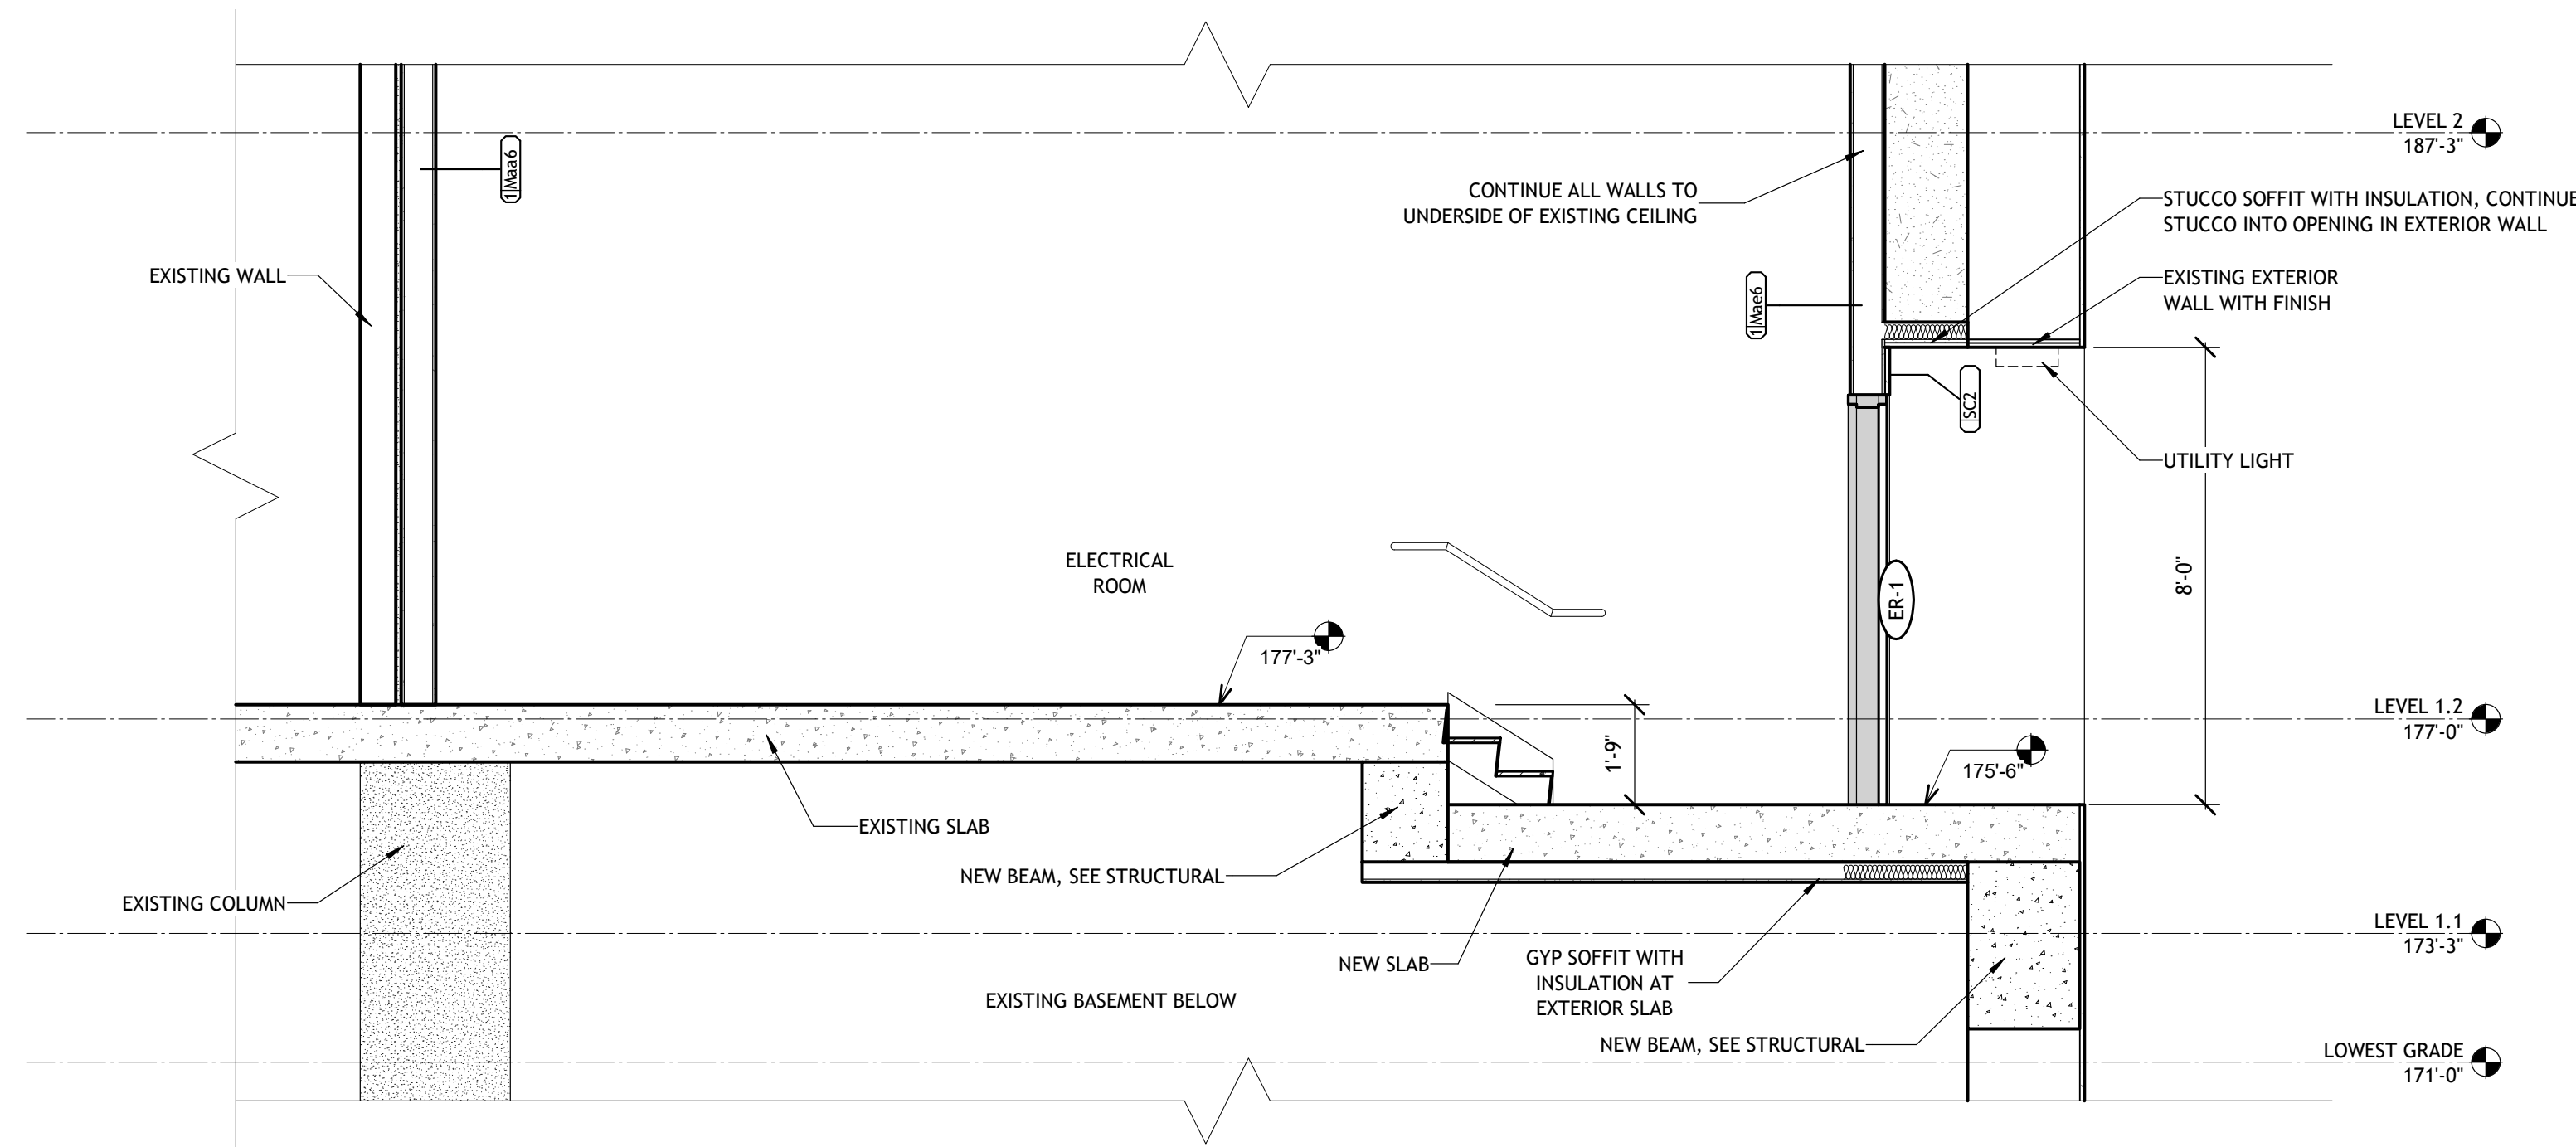 LEVEL 2
187'-3"
1 Maa6
CONTINUE ALL WALLS TO
UNDERSIDE OF EXISTING CEILING
STUCCO SOFFIT WITH INSULATION, CONTINUE
STUCCO INTO OPENING IN EXTERIOR WALL
EXISTING WALL
1 Mae6
EXISTING EXTERIOR
WALL WITH FINISH
SC2
UTILITY LIGHT
ELECTRICAL
ROOM
ER-1
8'-0"
177'-3"
LEVEL 1.2
177'-0"
1'-9"
175'-6"
EXISTING SLAB
NEW BEAM, SEE STRUCTURAL
EXISTING COLUMN
LEVEL 1.1
173'-3"
NEW SLAB
GYP SOFFIT WITH
INSULATION AT
EXTERIOR SLAB
EXISTING BASEMENT BELOW
NEW BEAM, SEE STRUCTURAL
LOWEST GRADE
171'-0"